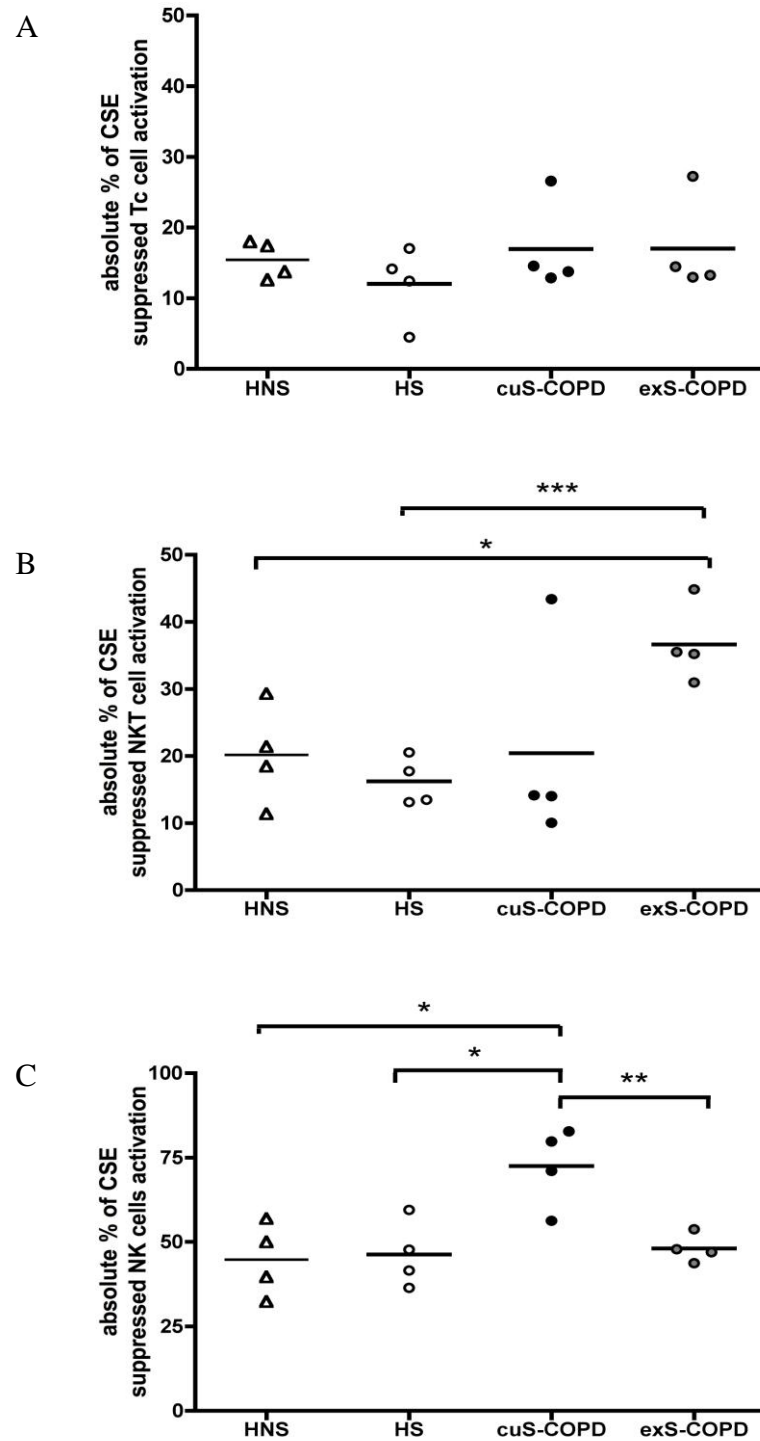 A
absolute % of CSE
suppressed Tc cell activation
50
40
30
20
10
0
HNS HS cuS-COPD exS-COPD
***
*
B
absolute % of CSE
suppressed NKT cell activation
50
40
30
20
10
0
HNS HS cuS-COPD exS-COPD
*
*
**
C
absolute % of CSE
suppressed NK cells activation
100
75
50
25
0
HNS HS cuS-COPD exS-COPD